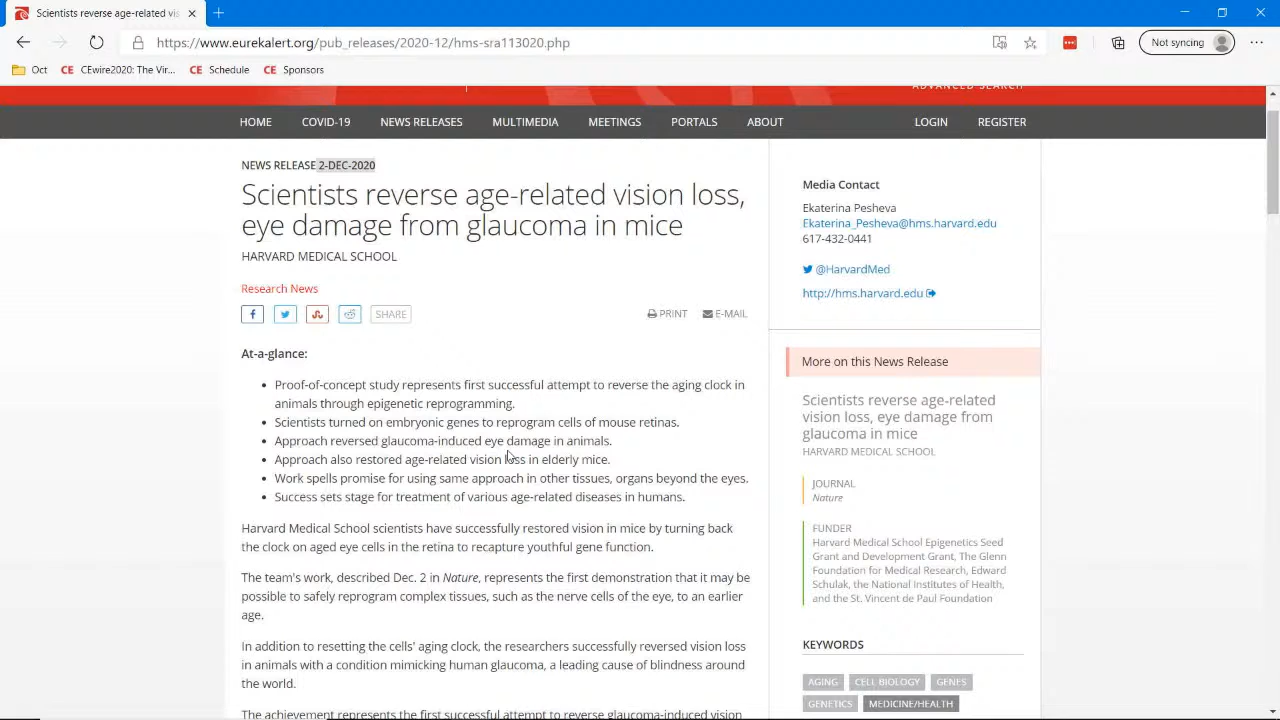 Scientists reverse age-related vis
https://www.eurekalert.org/pub_releases/2020-12/hms-sra113020.php
Not syncing
Oct
CE CEwire2020: The Vir...
CE Schedule
CE Sponsors
ADVANCED SEARCH
HOME
COVID-19
NEWS RELEASES
MULTIMEDIA
MEETINGS
PORTALS
ABOUT
LOGIN
REGISTER
NEWS RELEASE 2-DEC-2020
Scientists reverse age-related vision loss,
eye damage from glaucoma in mice
HARVARD MEDICAL SCHOOL
Research News
SHARE
PRINT
E-MAIL
At-a-glance:
• Proof-of-concept study represents first successful attempt to reverse the aging clock in
animals through epigenetic reprogramming.
• Scientists turned on embryonic genes to reprogram cells of mouse retinas.
• Approach reversed glaucoma-induced eye damage in animals.
• Approach also restored age-related vision loss in elderly mice.
• Work spells promise for using same approach in other tissues, organs beyond the eyes.
• Success sets stage for treatment of various age-related diseases in humans.
Harvard Medical School scientists have successfully restored vision in mice by turning back
the clock on aged eye cells in the retina to recapture youthful gene function.
The team's work, described Dec. 2 in Nature, represents the first demonstration that it may be
possible to safely reprogram complex tissues, such as the nerve cells of the eye, to an earlier
age.
In addition to resetting the cells' aging clock, the researchers successfully reversed vision loss
in animals with a condition mimicking human glaucoma, a leading cause of blindness around
the world.
The achievement represents the first successful attempt to reverse glaucoma-induced vision
Media Contact
Ekaterina Pesheva
Ekaterina_Pesheva@hms.harvard.edu
617-432-0441
@HarvardMed
http://hms.harvard.edu
More on this News Release
Scientists reverse age-related
vision loss, eye damage from
glaucoma in mice
HARVARD MEDICAL SCHOOL
JOURNAL
Nature
FUNDER
Harvard Medical School Epigenetics Seed
Grant and Development Grant, The Glenn
Foundation for Medical Research, Edward
Schulak, the National Institutes of Health,
and the St. Vincent de Paul Foundation
KEYWORDS
AGING
CELL BIOLOGY
GENES
GENETICS
MEDICINE/HEALTH